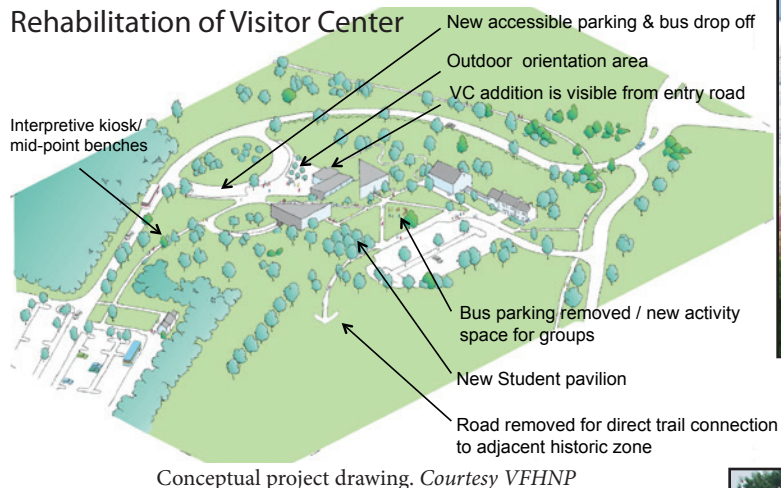 Rehabilitation of Visitor Center
New accessible parking & bus drop off
Outdoor orientation area
VC addition is visible from entry road
Interpretive kiosk/
mid-point benches
Bus parking removed / new activity
space for groups
New Student pavilion
Road removed for direct trail connection
to adjacent historic zone
Conceptual project drawing. Courtesy VFHNP